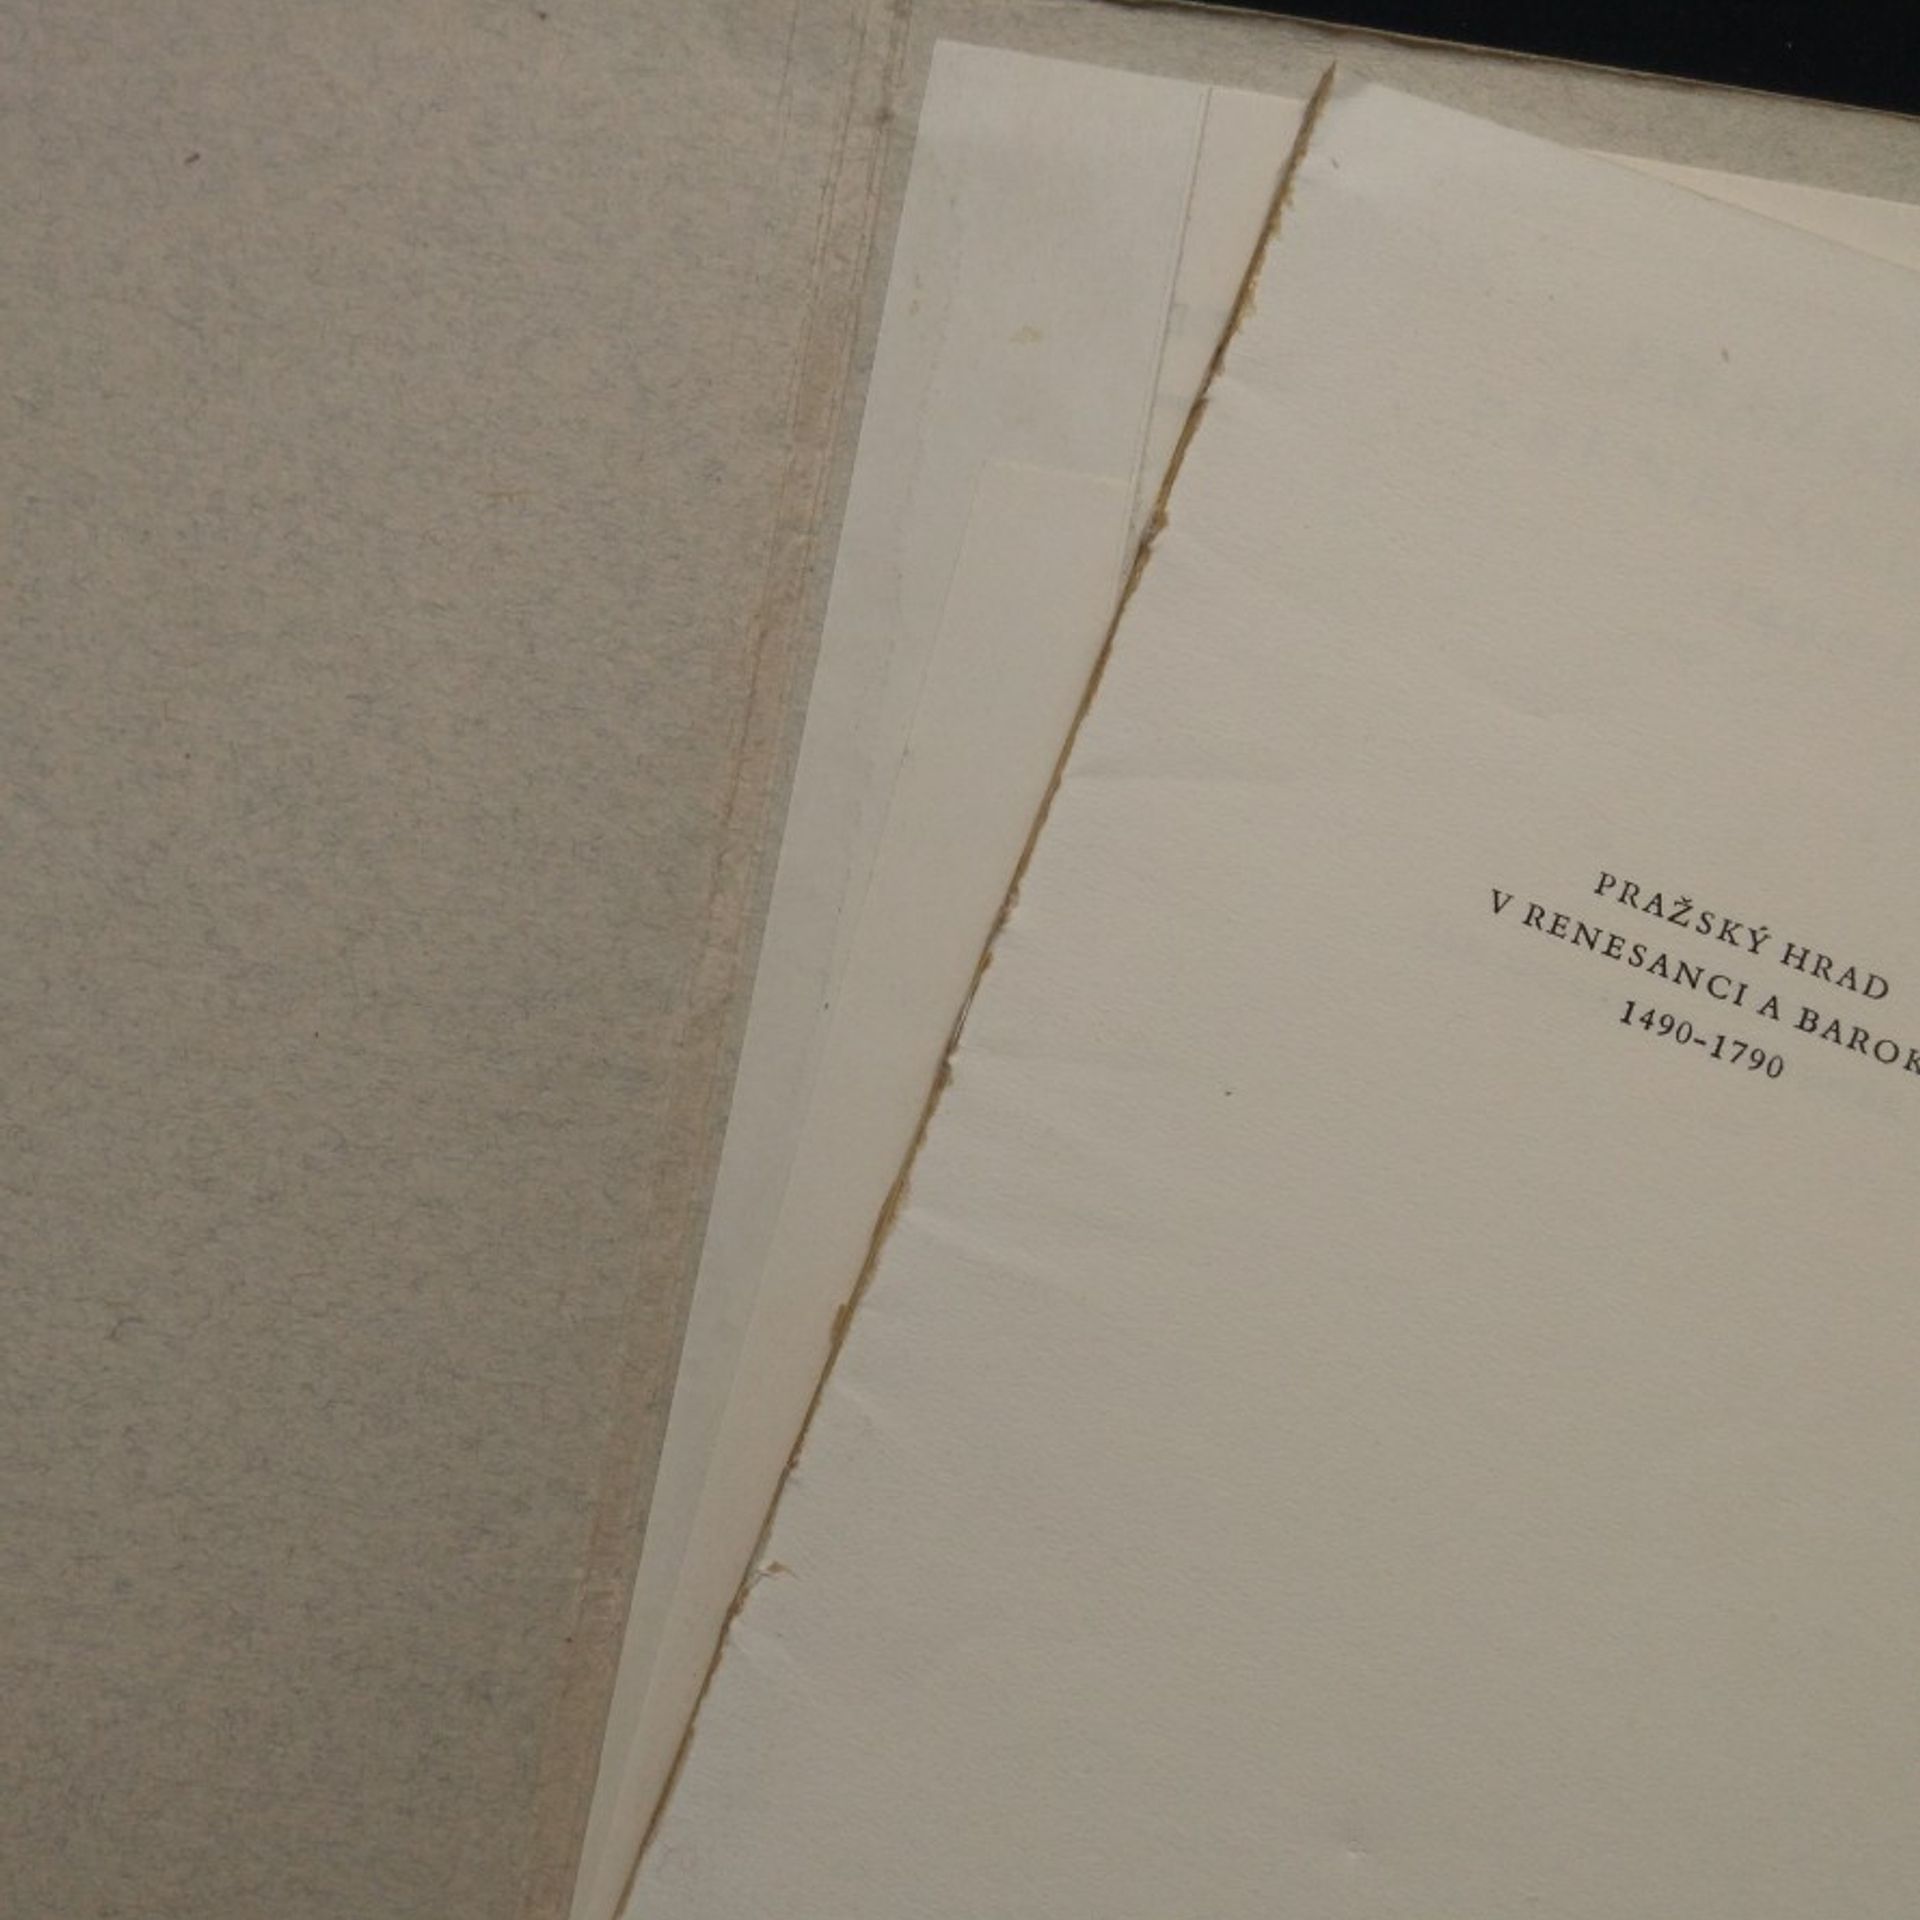 PRAŽSKÝ HRAD
V RENESANCI A BAROK
1490-1790